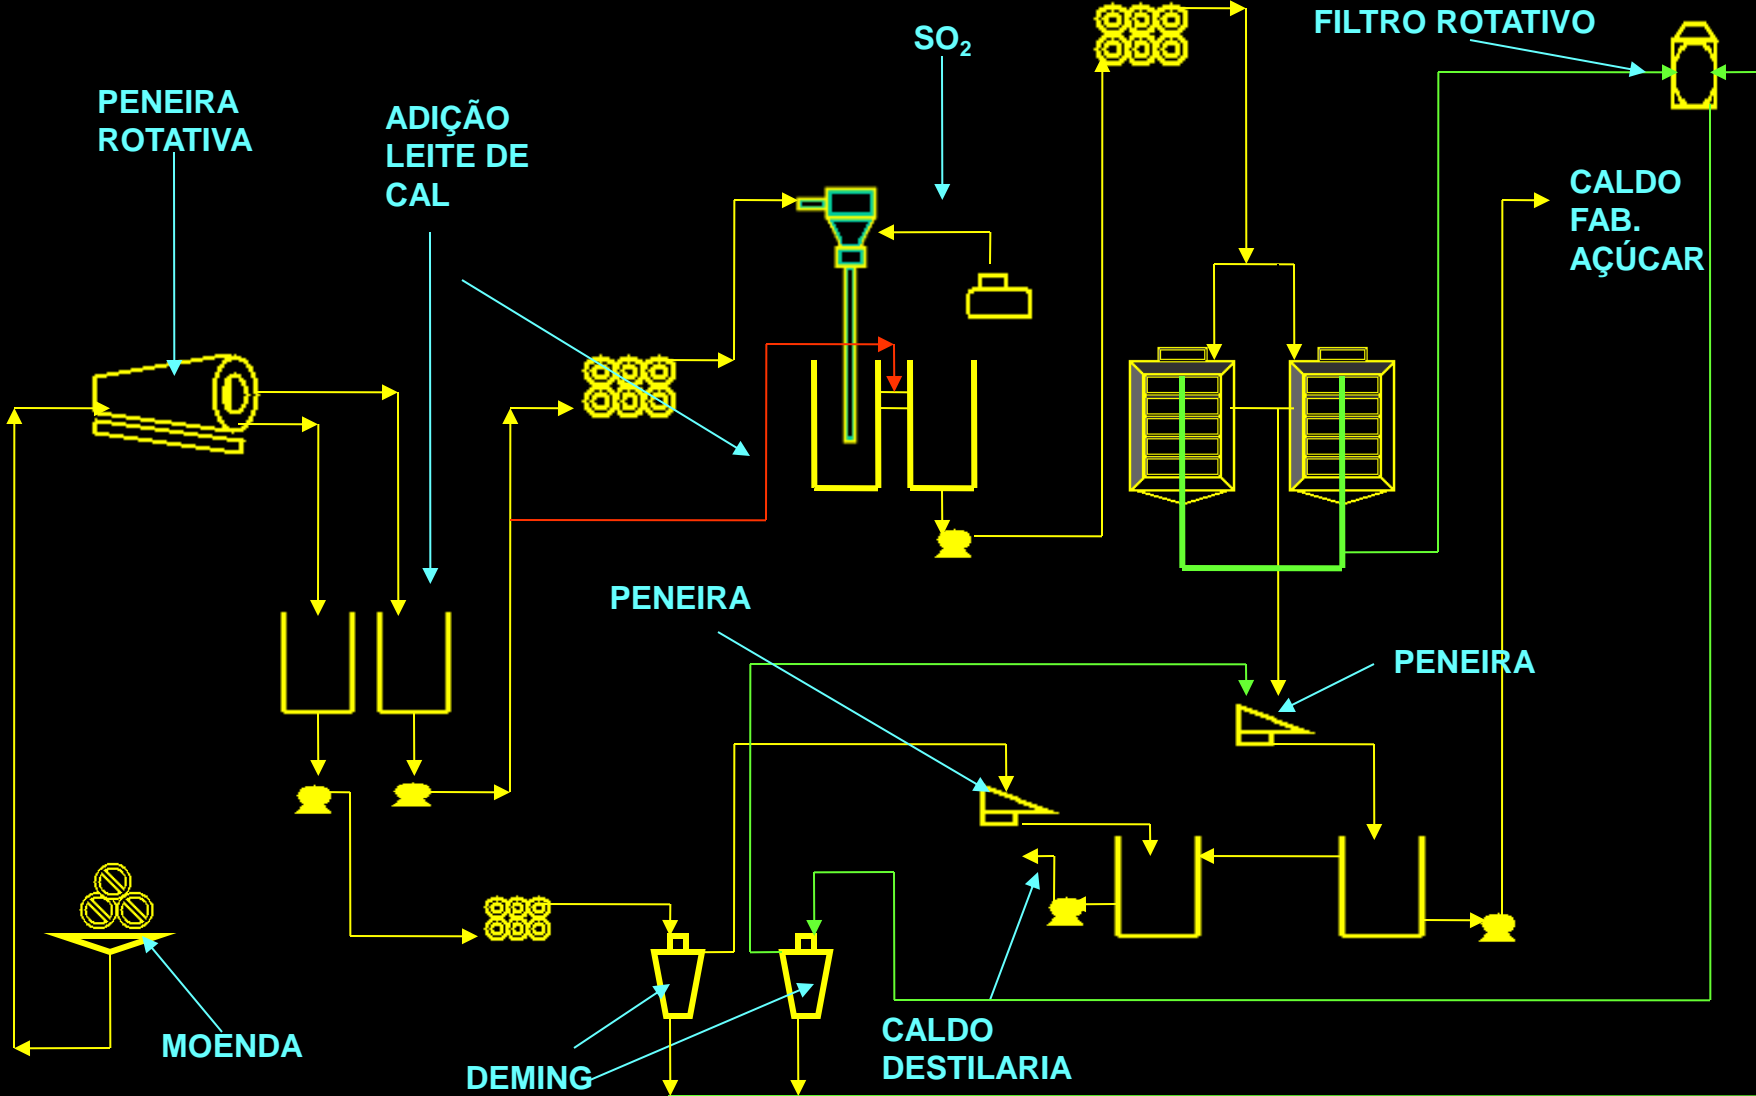 FILTRO ROTATIVO
SO₂
PENEIRA
ROTATIVA
ADIÇÃO
LEITE DE
CAL
CALDO
FAB.
AÇÚCAR
PENEIRA
PENEIRA
MOENDA
DEMING
CALDO
DESTILARIA